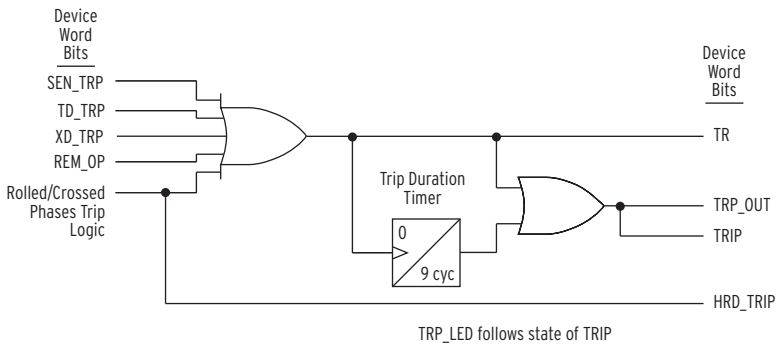 Device
Word
Bits
SEN_TRP
TD_TRP
XD_TRP
REM_OP
Rolled/Crossed
Phases Trip
Logic
Trip Duration
Timer
0
9 cyc
Device
Word
Bits
TR
TRP_OUT
TRIP
HRD_TRIP
TRP_LED follows state of TRIP